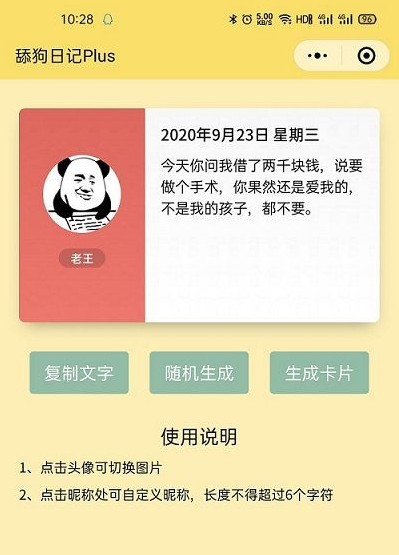 10:28
5.00
KB/S
HD
96
舔狗日记Plus
2020年9月23日 星期三
今天你问我借了两千块钱，说要
做个手术，你果然还是爱我的，
不是我的孩子，都不要。
老王
复制文字
随机生成
生成卡片
使用说明
1、点击头像可切换图片
2、点击昵称处可自定义昵称，长度不得超过6个字符